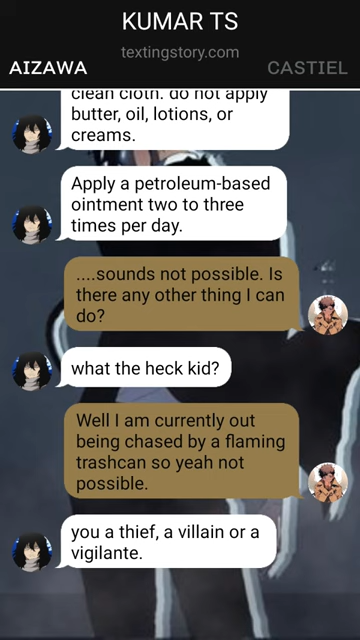 KUMAR TS
textingstory.com
AIZAWA
CASTIEL
clean cloth. do not apply
butter, oil, lotions, or
creams.
Apply a petroleum-based
ointment two to three
times per day.
....sounds not possible. Is
there any other thing I can
do?
what the heck kid?
Well I am currently out
being chased by a flaming
trashcan so yeah not
possible.
you a thief, a villain or a
vigilante.